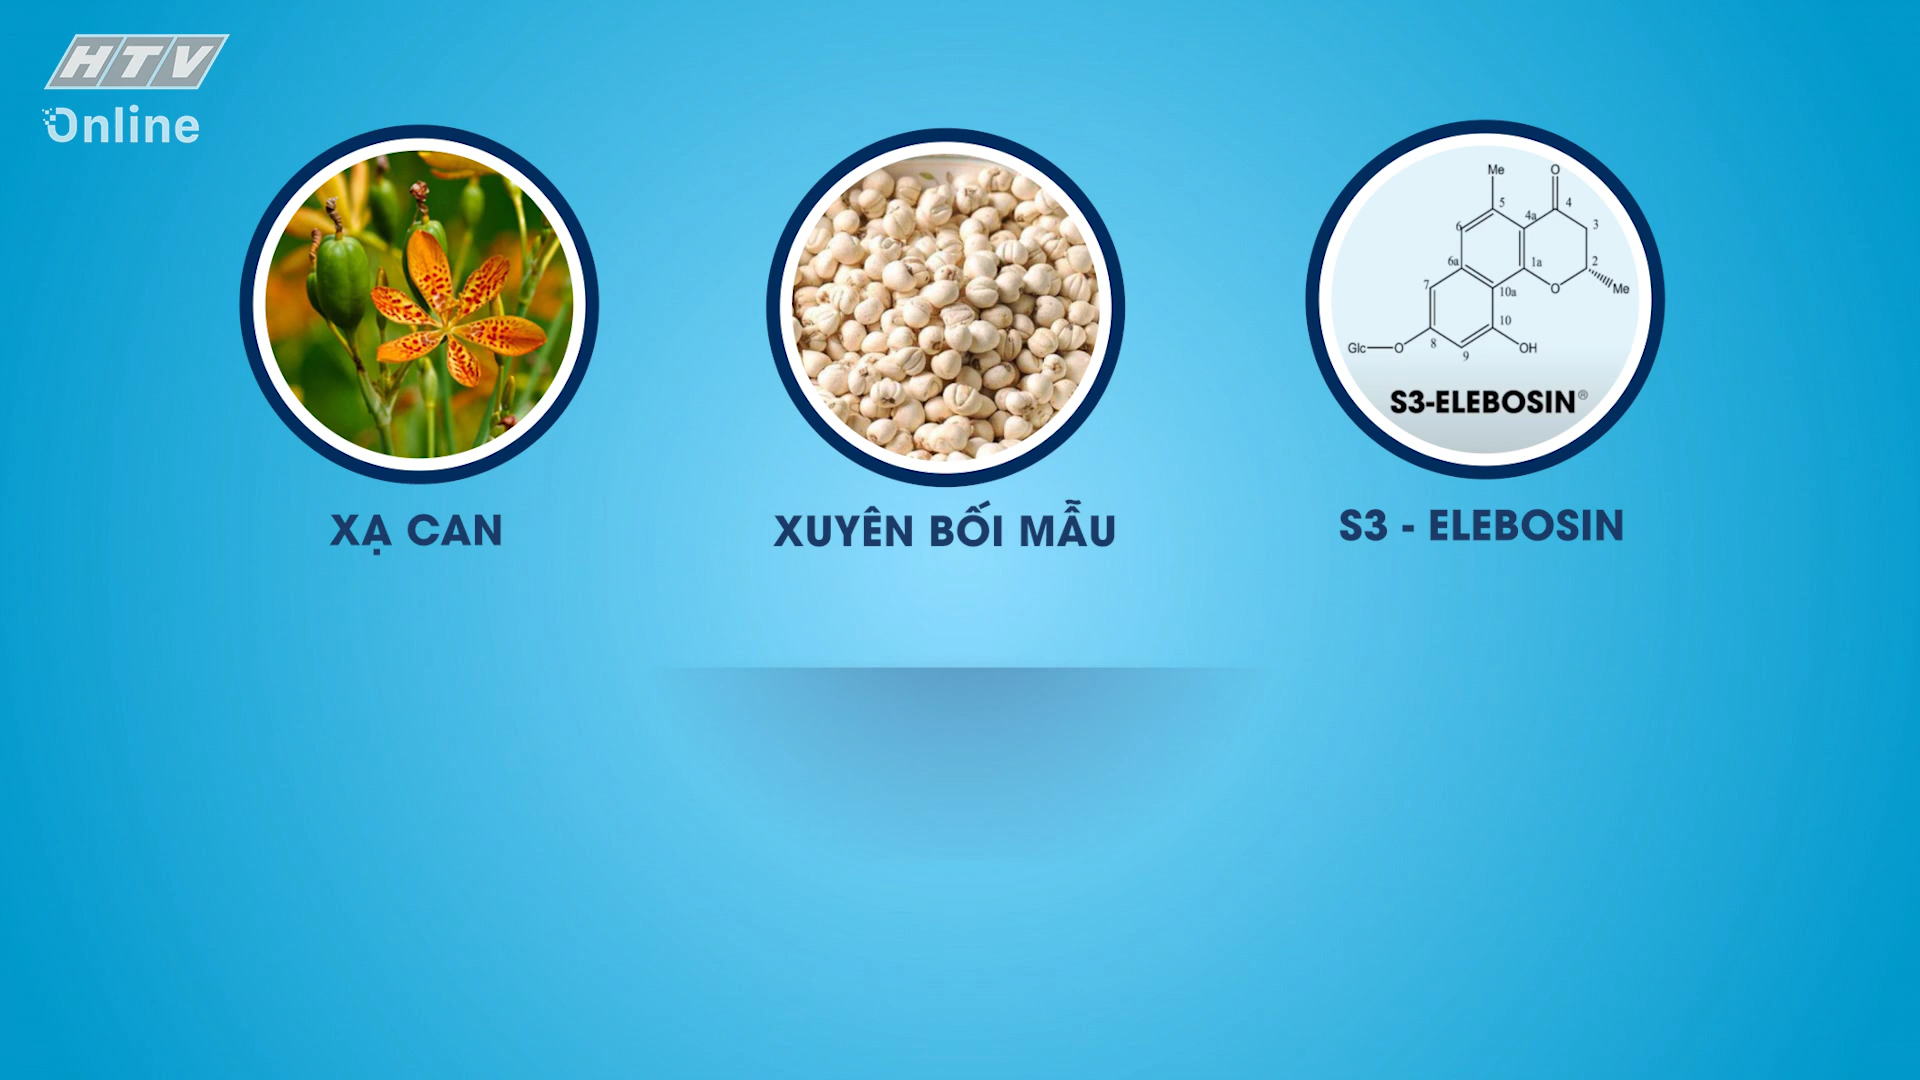 HTV
Online
Me
O
5
4a
4
3
6
6a
1a
2
7
O
Me
10a
10
Glc
O
8
9
OH
S3-ELEBOSIN®
XẠ CAN
XUYÊN BỐI MẪU
S3 - ELEBOSIN